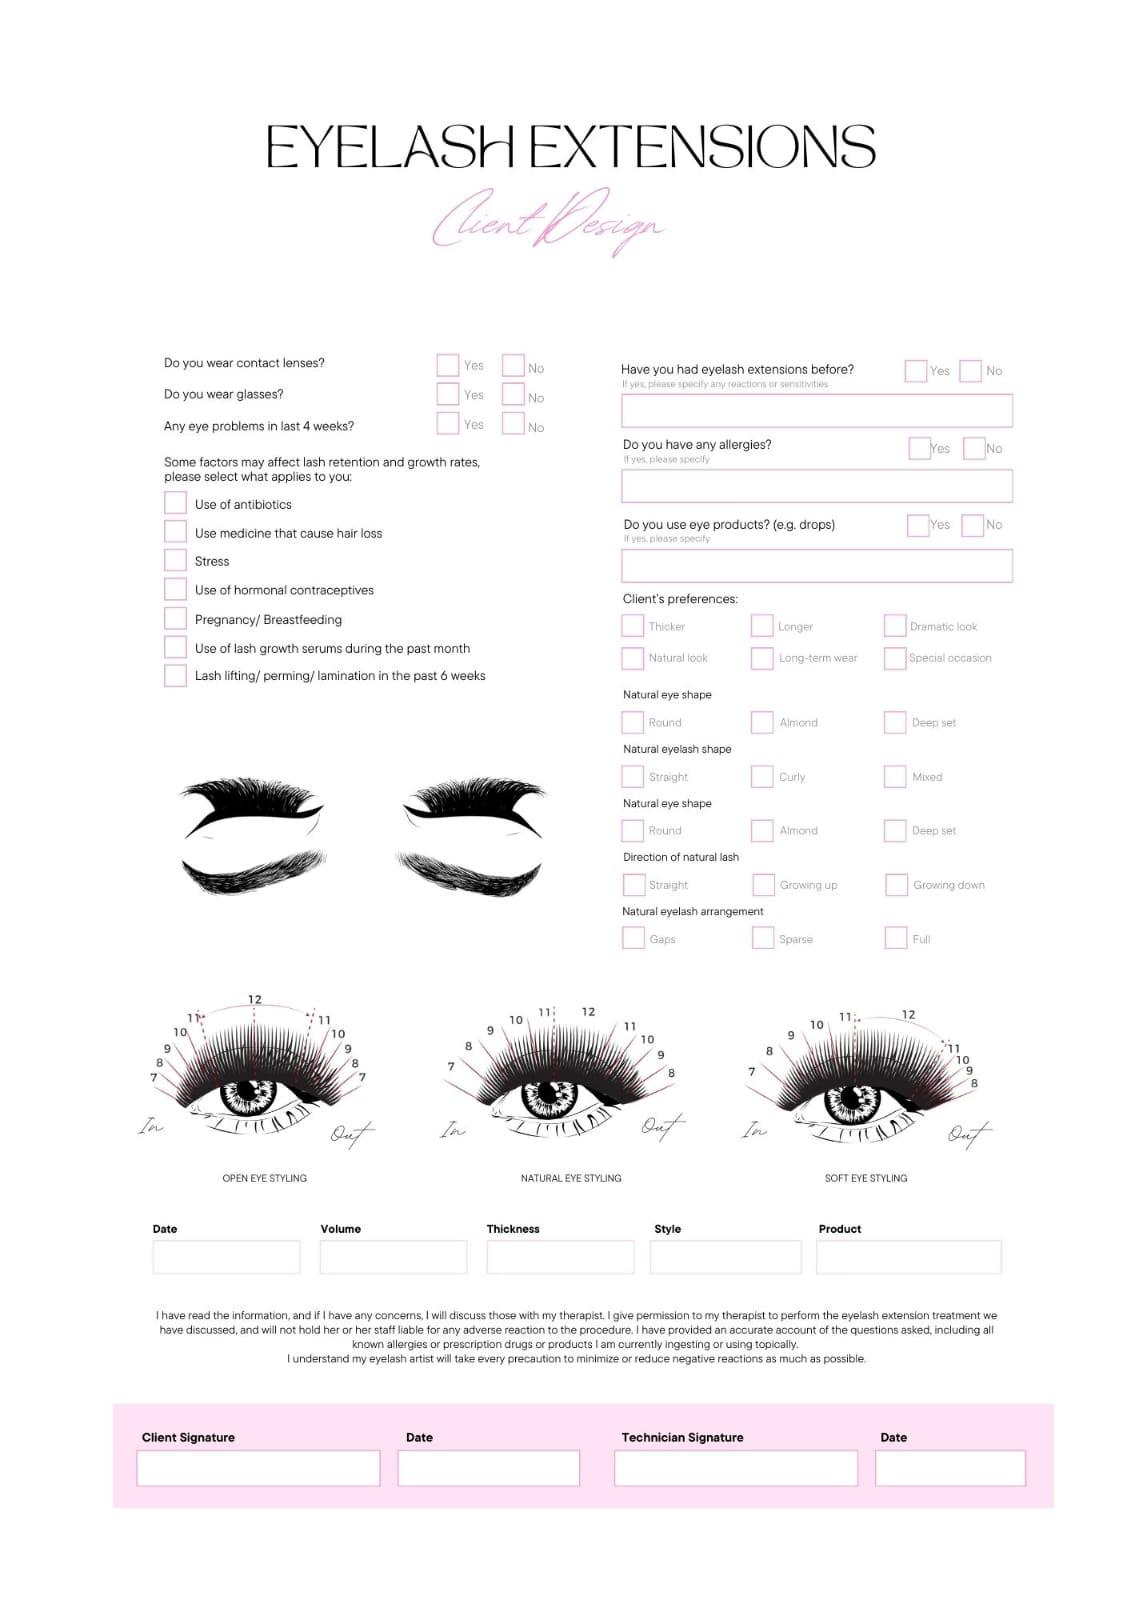 EYELASH EXTENSIONS
Client Design
Do you wear contact lenses? Yes No
Do you wear glasses? Yes No
Any eye problems in last 4 weeks? Yes No
Some factors may affect lash retention and growth rates,
please select what applies to you:
Use of antibiotics
Use medicine that cause hair loss
Stress
Use of hormonal contraceptives
Pregnancy/ Breastfeeding
Use of lash growth serums during the past month
Lash lifting/ perming/ lamination in the past 6 weeks
Have you had eyelash extensions before? Yes No
If yes, please specify any reactions or sensitivities
Do you have any allergies? Yes No
If yes, please specify
Do you use eye products? (e.g. drops) Yes No
If yes, please specify
Client's preferences:
Thicker Longer Dramatic look
Natural look Long-term wear Special occasion
Natural eye shape
Round Almond Deep set
Natural eyelash shape
Straight Curly Mixed
Natural eye shape
Round Almond Deep set
Direction of natural lash
Straight Growing up Growing down
Natural eyelash arrangement
Gaps Sparse Full
7 8 9 10 11 12 11 10 9 8 7
In Out
OPEN EYE STYLING
7 8 9 10 11 12 11 10 9 8
In Out
NATURAL EYE STYLING
7 8 9 10 11 12 11 10 9 8
In Out
SOFT EYE STYLING
Date Volume Thickness Style Product
I have read the information, and if I have any concerns, I will discuss those with my therapist. I give permission to my therapist to perform the eyelash extension treatment we
have discussed, and will not hold her or her staff liable for any adverse reaction to the procedure. I have provided an accurate account of the questions asked, including all
known allergies or prescription drugs or products I am currently ingesting or using topically.
I understand my eyelash artist will take every precaution to minimize or reduce negative reactions as much as possible.
Client Signature Date Technician Signature Date